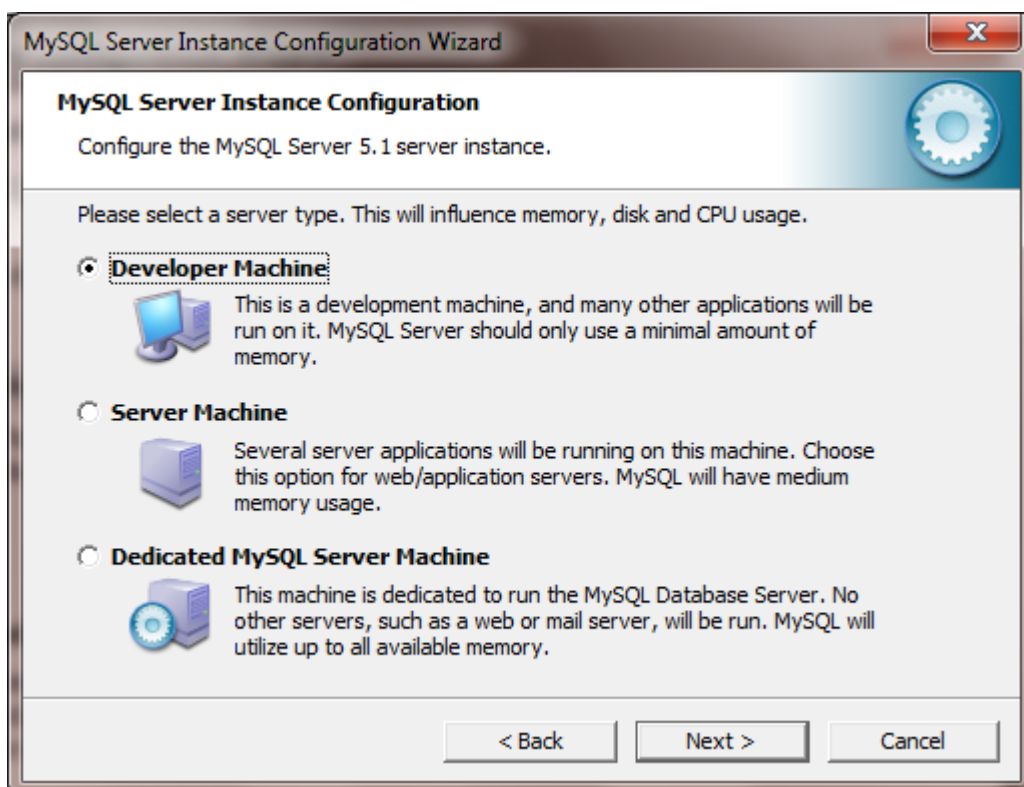 MySQL Server Instance Configuration Wizard
MySQL Server Instance Configuration
Configure the MySQL Server 5.1 server instance.
Please select a server type. This will influence memory, disk and CPU usage.
Developer Machine
This is a development machine, and many other applications will be
run on it. MySQL Server should only use a minimal amount of
memory.
Server Machine
Several server applications will be running on this machine. Choose
this option for web/application servers. MySQL will have medium
memory usage.
Dedicated MySQL Server Machine
This machine is dedicated to run the MySQL Database Server. No
other servers, such as a web or mail server, will be run. MySQL will
utilize up to all available memory.
< Back
Next >
Cancel